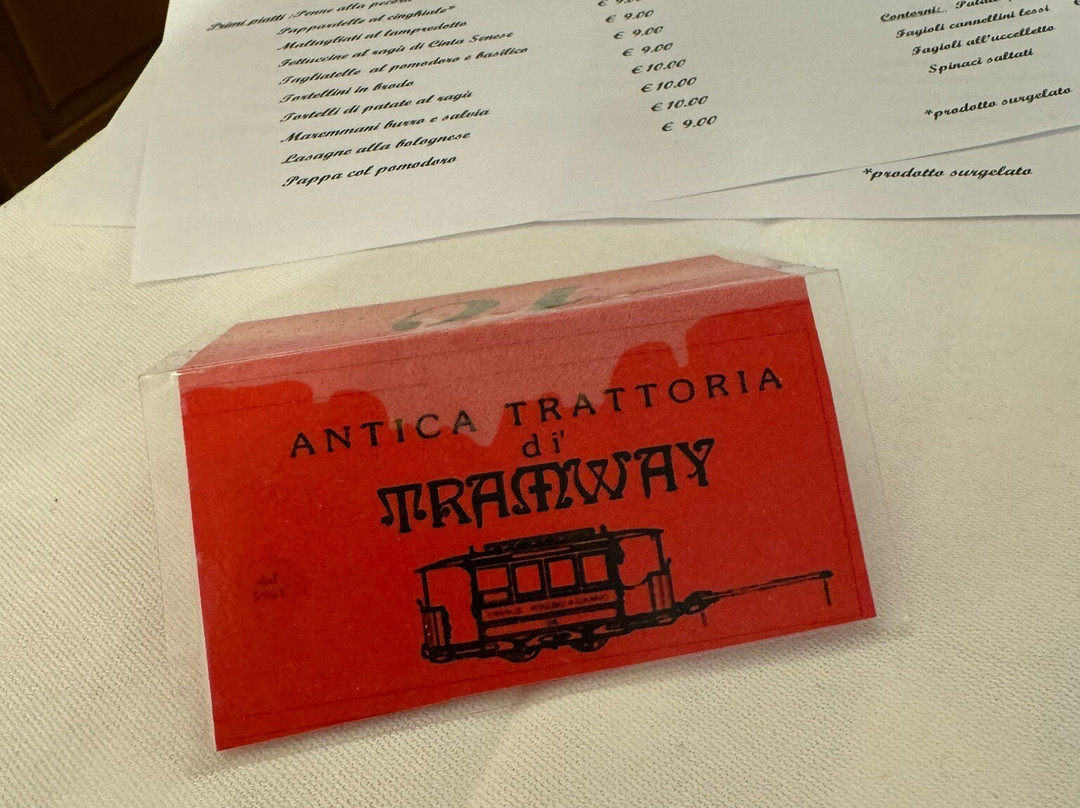 Primi piatti :Penne alla pecora
Pappardelle al cinghiale*
Maltagliati al lampredotto
Fettuccine al ragù di Cinta Senese
Tagliatelle al pomodoro e basilico
Tortellini in brodo
Tortelli di patate al ragù
Maremmani burro e salvia
Lasagne alla bolognese
Pappa col pomodoro
€ 9.00
€ 9.00
€ 10.00
€ 10.00
€ 10.00
€ 9.00
Contorni:..
Fagioli cannellini lessi €
Fagioli all'uccelletto
Spinaci saltati
*prodotto surgelato
*prodotto surgelato
ANTICA TRATTORIA
di'
TRAMWAY
dal